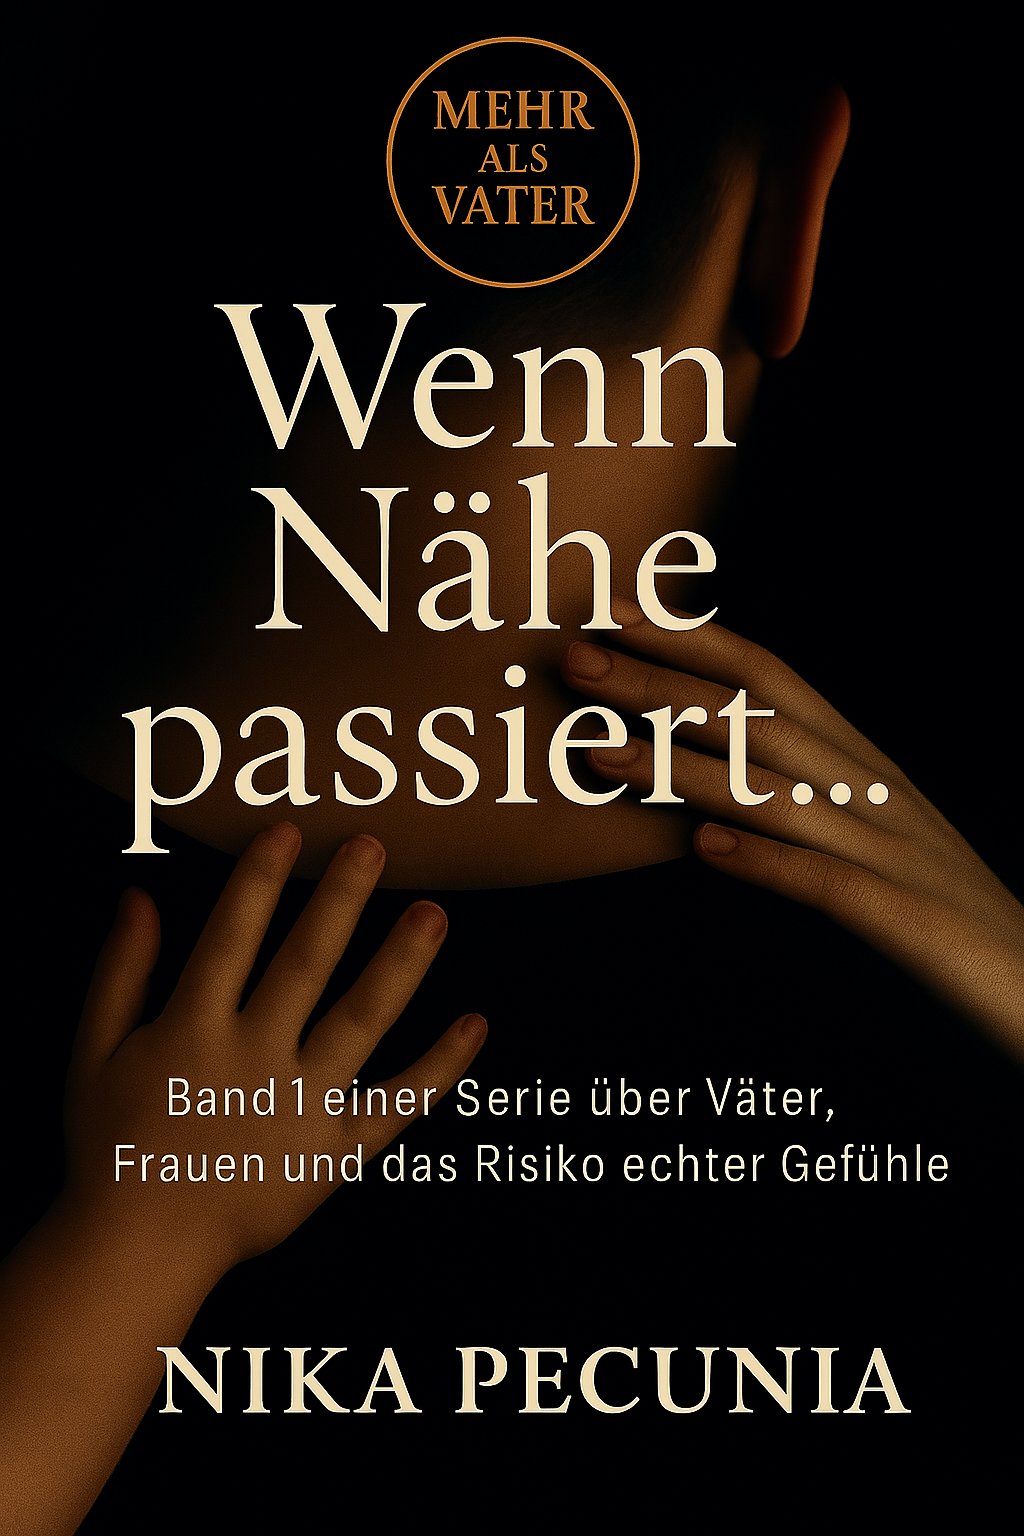 MEHR
ALS
VATER
Wenn
Nähe
passiert...
Band 1 einer Serie über Väter,
Frauen und das Risiko echter Gefühle
NIKA PECUNIA